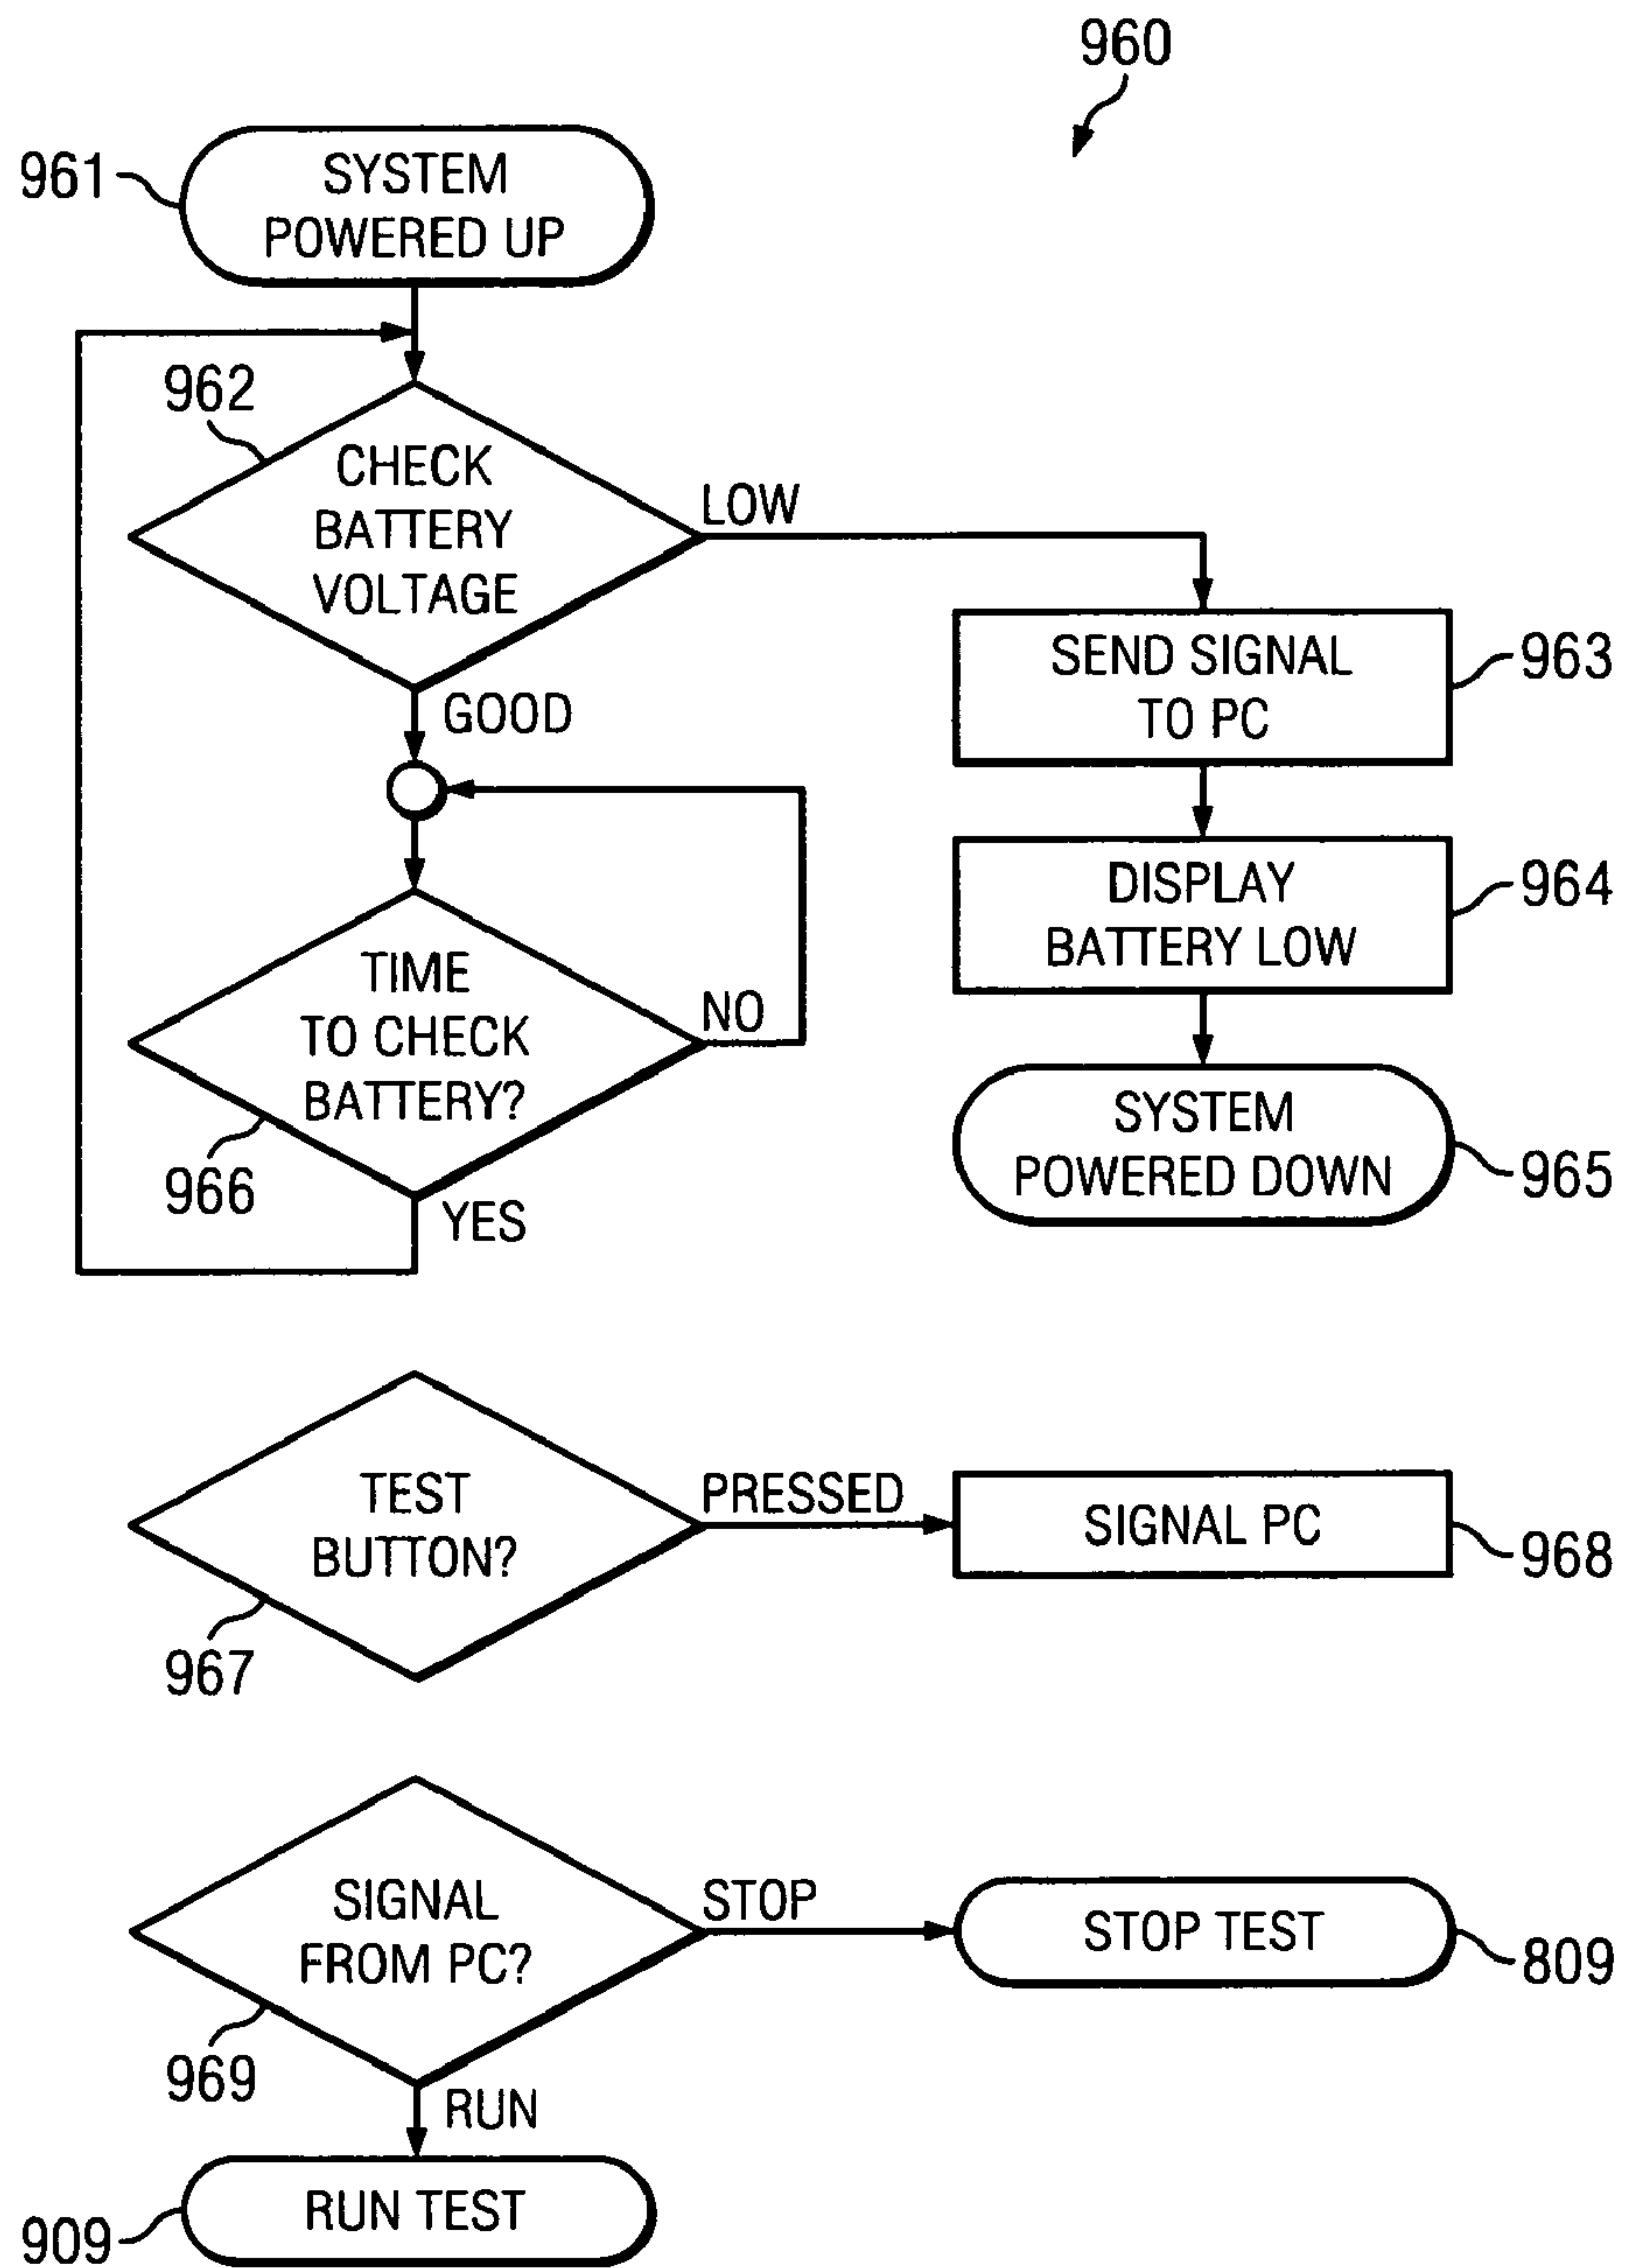 960
961
SYSTEM
POWERED UP
962
CHECK
BATTERY
VOLTAGE
LOW
GOOD
SEND SIGNAL
TO PC
963
DISPLAY
BATTERY LOW
964
TIME
TO CHECK
BATTERY?
NO
966
YES
SYSTEM
POWERED DOWN
965
TEST
BUTTON?
PRESSED
967
SIGNAL PC
968
SIGNAL
FROM PC?
STOP
969
STOP TEST
809
RUN
RUN TEST
909